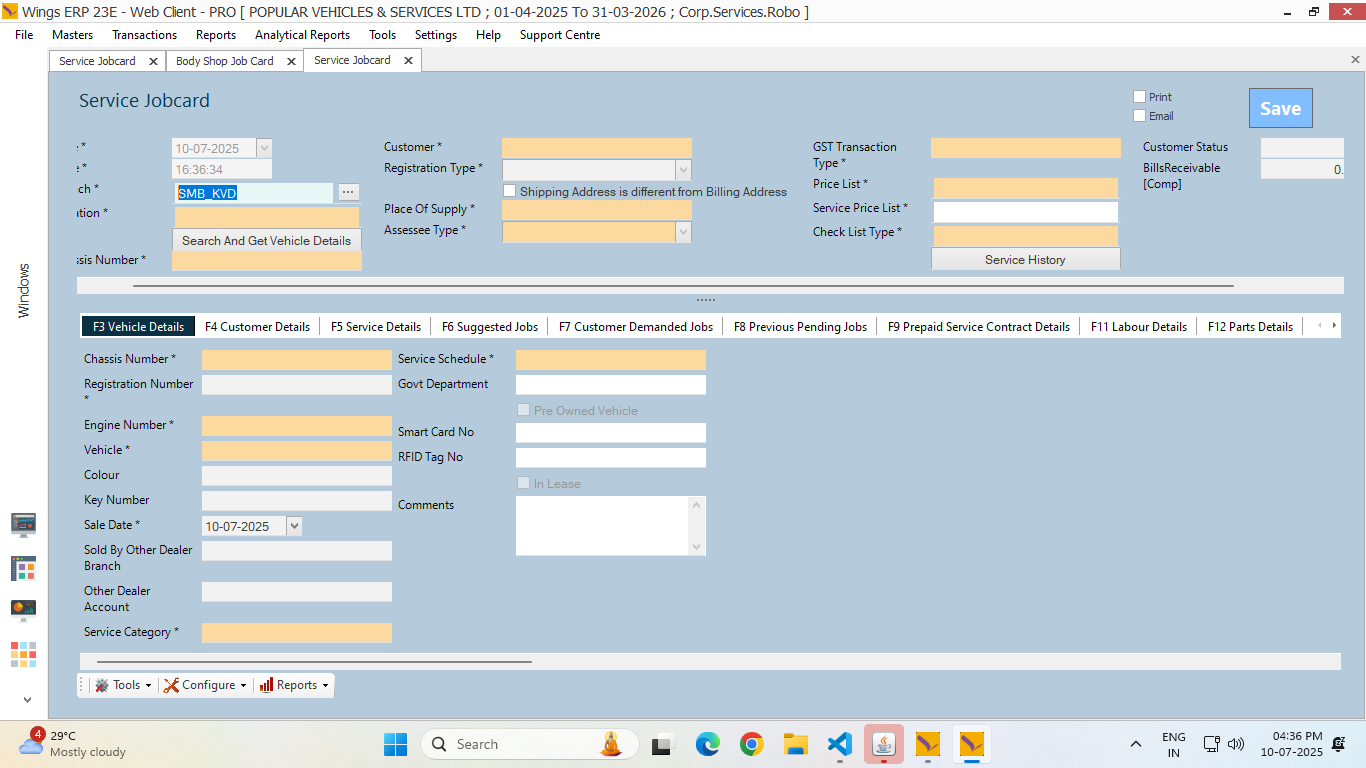 Wings ERP 23E - Web Client - PRO [ POPULAR VEHICLES & SERVICES LTD ; 01-04-2025 To 31-03-2026 ; Corp.Services.Robo ]
File Masters Transactions Reports Analytical Reports Tools Settings Help Support Centre
Service Jobcard Body Shop Job Card Service Jobcard
Service Jobcard
Print
Email
Save
e * 10-07-2025
e * 16:36:34
ch * SMB_KVD ...
ation *
Search And Get Vehicle Details
ssis Number *
Customer *
Registration Type *
Shipping Address is different from Billing Address
Place Of Supply *
Assessee Type *
GST Transaction
Type *
Price List *
Service Price List *
Check List Type *
Service History
Customer Status
BillsReceivable 0.
[Comp]
Windows
F3 Vehicle Details F4 Customer Details F5 Service Details F6 Suggested Jobs F7 Customer Demanded Jobs F8 Previous Pending Jobs F9 Prepaid Service Contract Details F11 Labour Details F12 Parts Details
Chassis Number *
Registration Number
*
Engine Number *
Vehicle *
Colour
Key Number
Sale Date * 10-07-2025
Sold By Other Dealer
Branch
Other Dealer
Account
Service Category *
Service Schedule *
Govt Department
Pre Owned Vehicle
Smart Card No
RFID Tag No
In Lease
Comments
Tools Configure Reports
4
29°C
Mostly cloudy
Search
ENG
IN
04:36 PM
10-07-2025